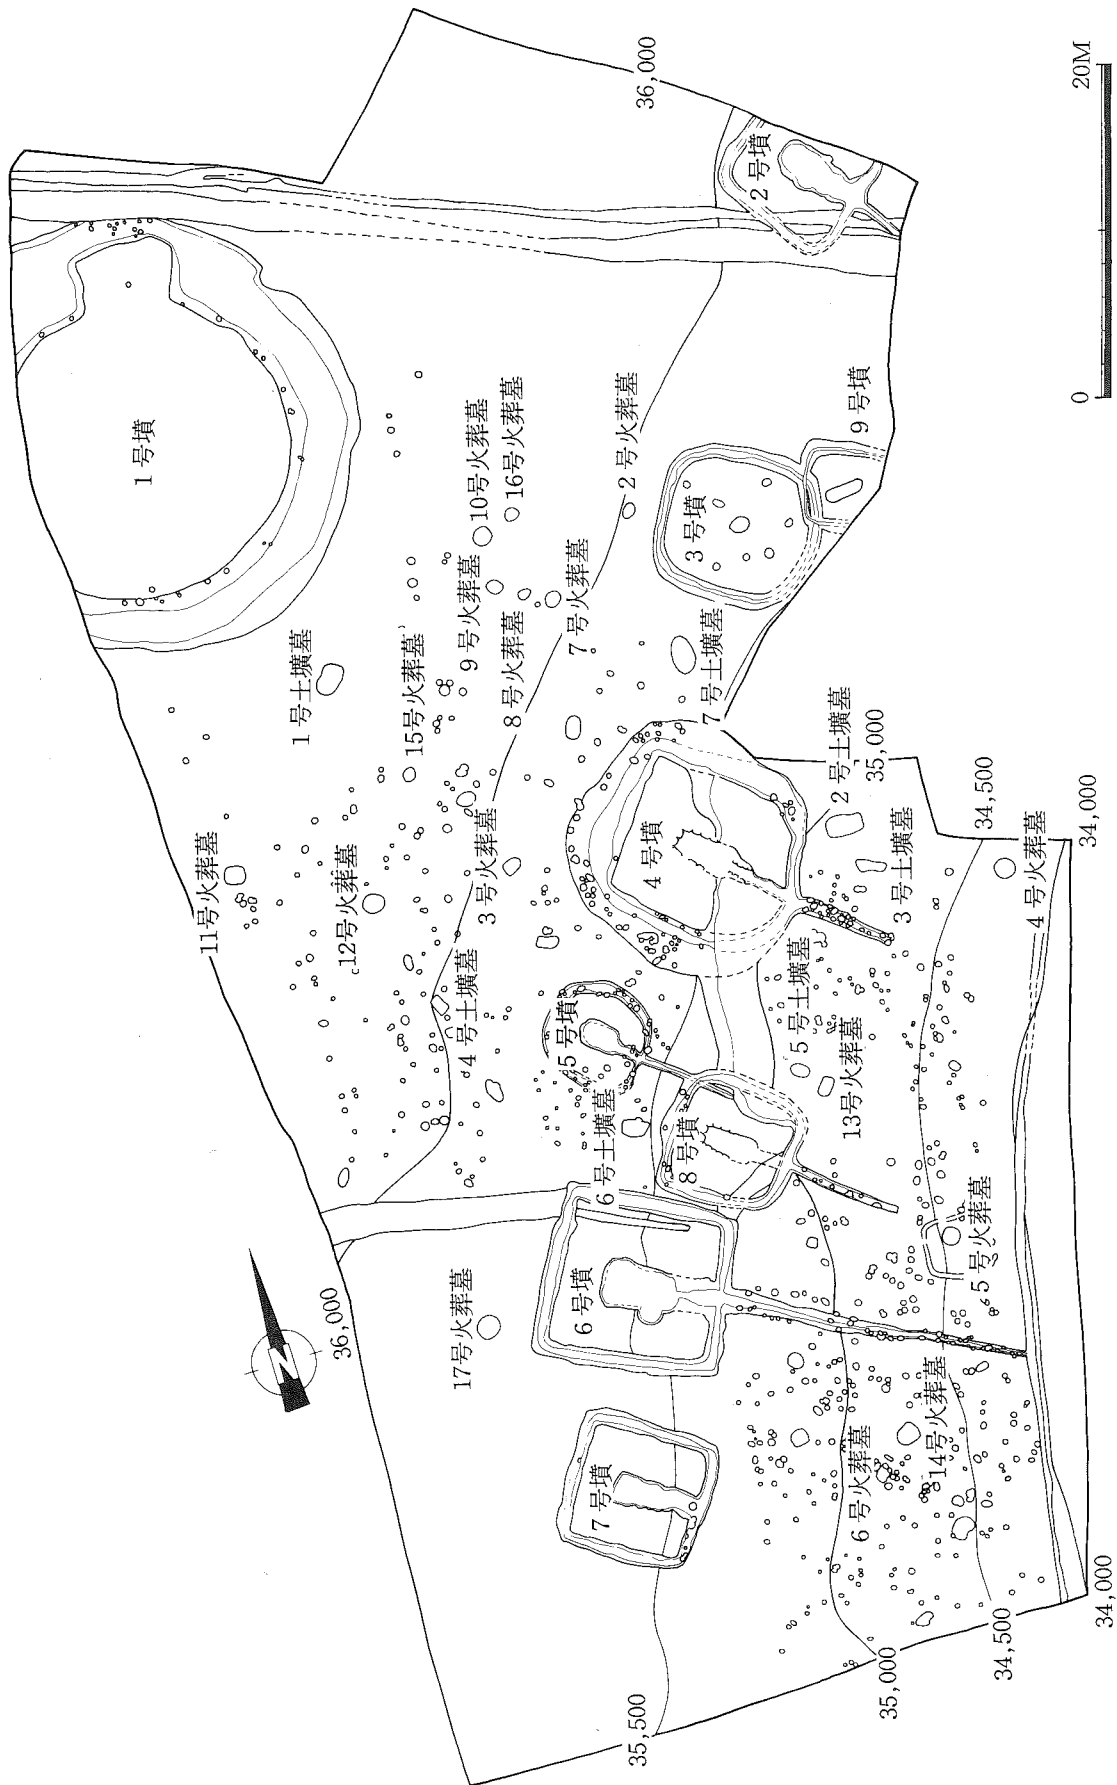 36,000
20M
0
2号墳
1号墳
10号火葬墓
16号火葬墓
2号火葬墓
9号墳
3号墳
9号火葬墓
7号火葬墓
8号火葬墓
1号土壙墓
15号火葬墓
7号土壙墓
2号土壙墓
35,000
34,500
34,000
4号墳
3号火葬墓
3号土壙墓
4号火葬墓
11号火葬墓
12号火葬墓
4号土壙墓
5号墳
5号土壙墓
13号火葬墓
6号土壙墓
8号墳
5号火葬墓
N
36,000
17号火葬墓
6号墳
14号火葬墓
6号火葬墓
7号墳
35,500
35,000
34,500
34,000